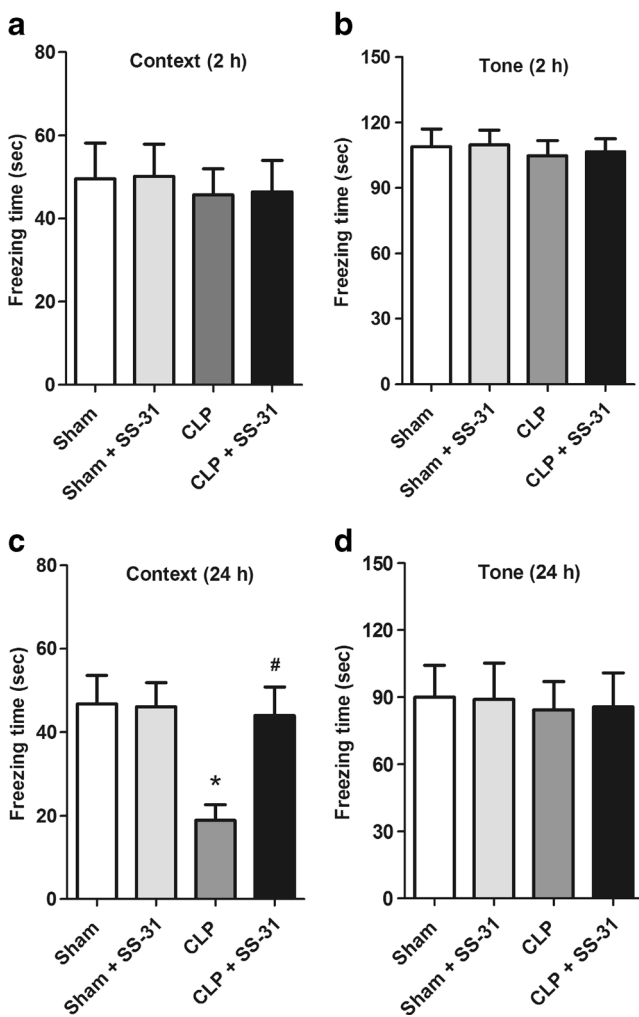 a
Context (2 h)
Freezing time (sec)
80
60
40
20
0
Sham
Sham + SS-31
CLP
CLP + SS-31
b
Tone (2 h)
Freezing time (sec)
150
120
90
60
30
0
Sham
Sham + SS-31
CLP
CLP + SS-31
c
Context (24 h)
Freezing time (sec)
80
60
40
20
0
*
#
Sham
Sham + SS-31
CLP
CLP + SS-31
d
Tone (24 h)
Freezing time (sec)
150
120
90
60
30
0
Sham
Sham + SS-31
CLP
CLP + SS-31